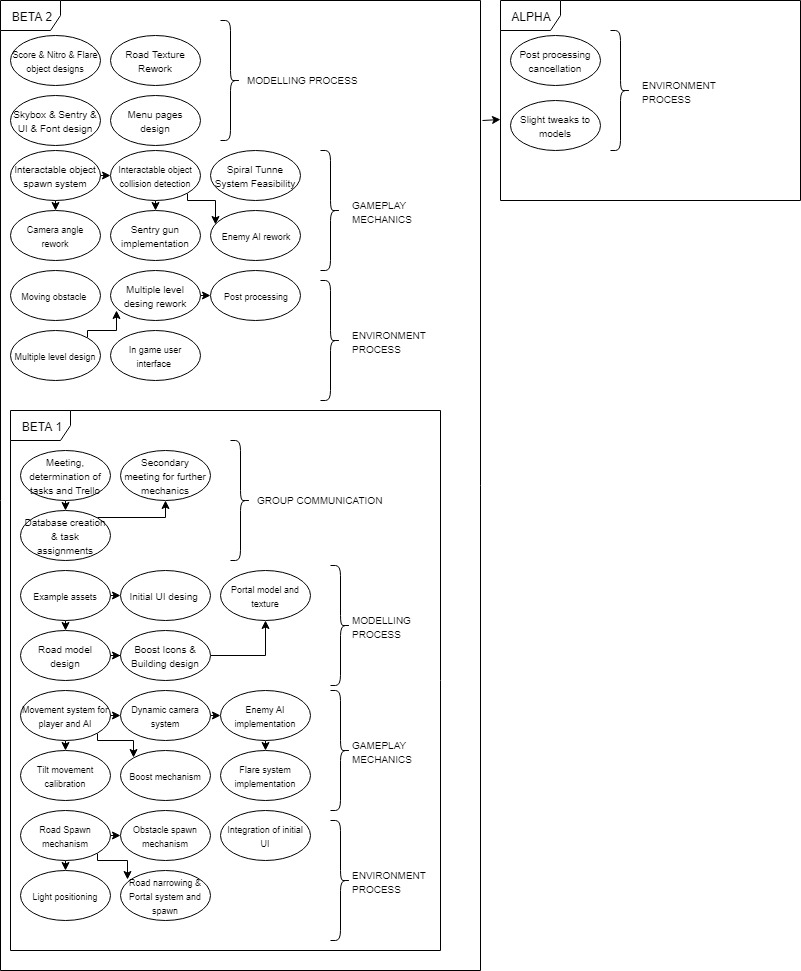 BETA 2
Score & Nitro & Flare
object designs
Road Texture
Rework
MODELLING PROCESS
Skybox & Sentry &
UI & Font design
Menu pages
design
Interactable object
spawn system
Interactable object
collision detection
Spiral Tunne
System Feasibility
GAMEPLAY
MECHANICS
Camera angle
rework
Sentry gun
implementation
Enemy AI rework
Moving obstacle
Multiple level
desing rework
Post processing
ENVIRONMENT
PROCESS
Multiple level design
In game user
interface
BETA 1
Meeting,
determination of
tasks and Trello
Secondary
meeting for further
mechanics
GROUP COMMUNICATION
Database creation
& task
assignments
Example assets
Initial UI desing
Portal model and
texture
MODELLING
PROCESS
Road model
design
Boost Icons &
Building design
Movement system for
player and AI
Dynamic camera
system
Enemy AI
implementation
GAMEPLAY
MECHANICS
Tilt movement
calibration
Boost mechanism
Flare system
implementation
Road Spawn
mechanism
Obstacle spawn
mechanism
Integration of initial
UI
ENVIRONMENT
PROCESS
Light positioning
Road narrowing &
Portal system and
spawn
ALPHA
Post processing
cancellation
ENVIRONMENT
PROCESS
Slight tweaks to
models